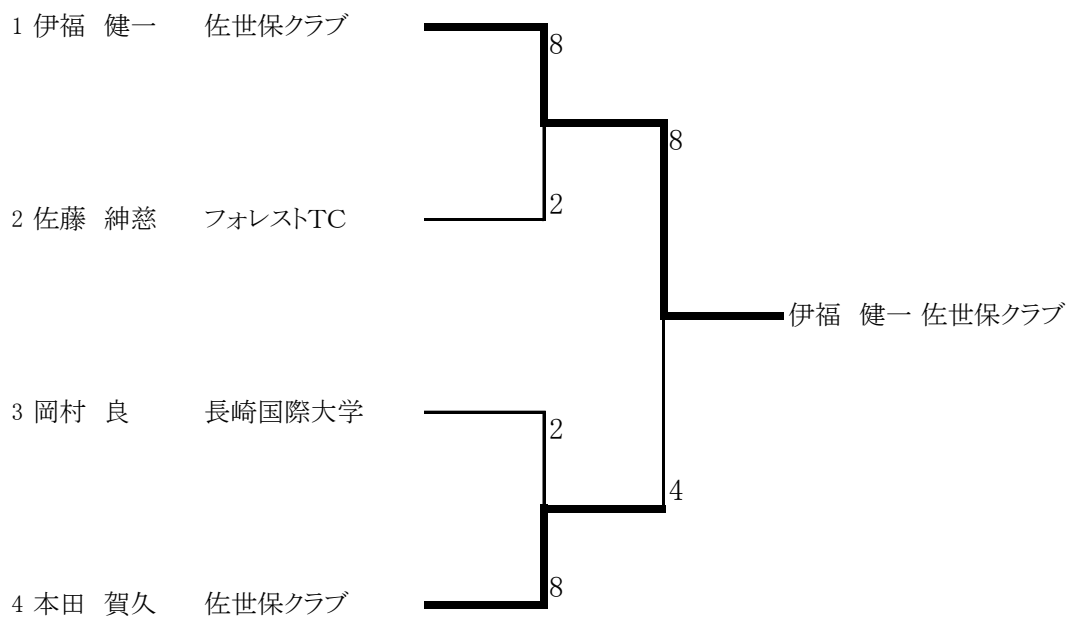 1 伊福 健一 佐世保クラブ
8
8
2 佐藤 紳慈 フォレストTC
2
伊福 健一 佐世保クラブ
3 岡村 良 長崎国際大学
2
4
8
4 本田 賀久 佐世保クラブ